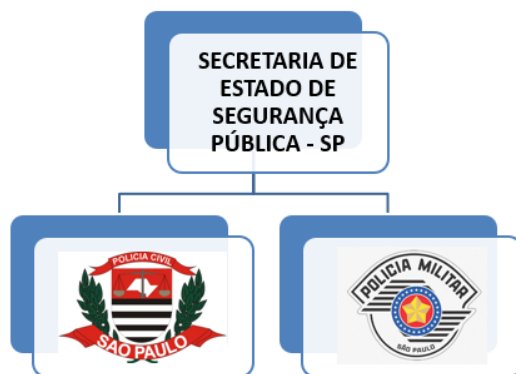 SECRETARIA DE
ESTADO DE
SEGURANÇA
PÚBLICA - SP
POLICIA CIVIL
SÃO PAULO
POLICIA MILITAR
SÃO PAULO